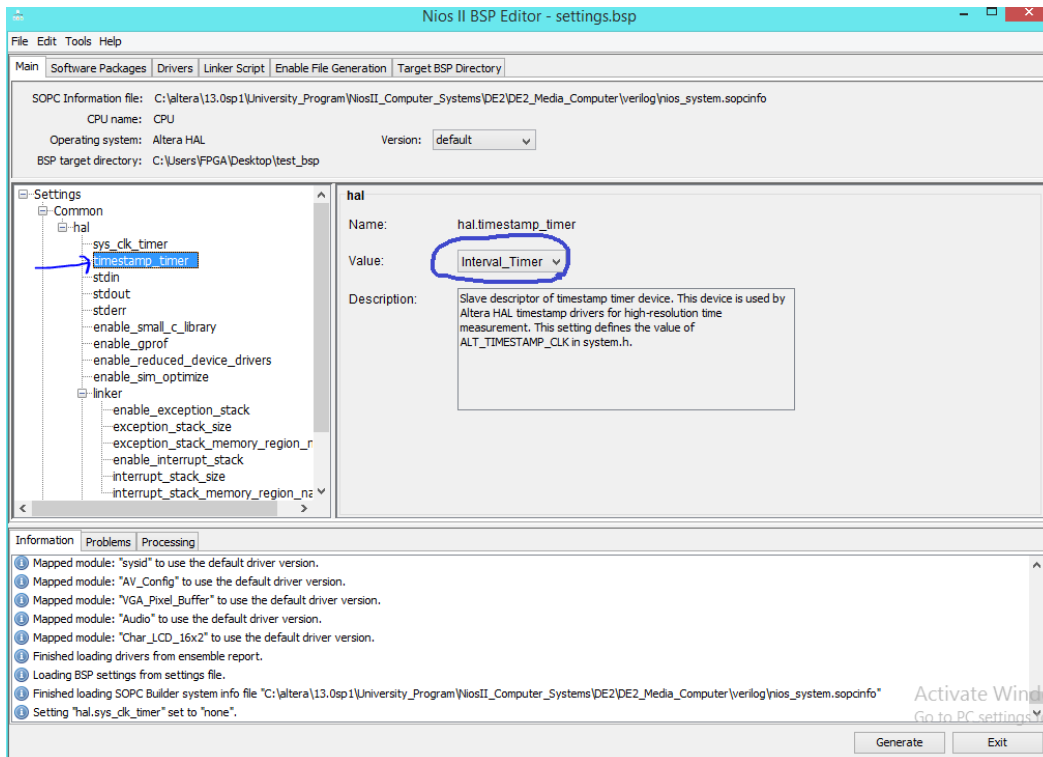 Nios II BSP Editor - settings.bsp
File Edit Tools Help
Main Software Packages Drivers Linker Script Enable File Generation Target BSP Directory
SOPC Information file: C:\altera\13.0sp1\University_Program\NiosII_Computer_Systems\DE2\DE2_Media_Computer\verilog\nios_system.sopcinfo
CPU name: CPU
Operating system: Altera HAL Version: default
BSP target directory: C:\Users\FPGA\Desktop\test_bsp
Settings
Common
hal
sys_clk_timer
timestamp_timer
stdin
stdout
stderr
enable_small_c_library
enable_gprof
enable_reduced_device_drivers
enable_sim_optimize
linker
enable_exception_stack
exception_stack_size
exception_stack_memory_region_n
enable_interrupt_stack
interrupt_stack_size
interrupt_stack_memory_region_na
hal
Name: hal.timestamp_timer
Value: Interval_Timer
Description: Slave descriptor of timestamp timer device. This device is used by
Altera HAL timestamp drivers for high-resolution time
measurement. This setting defines the value of
ALT_TIMESTAMP_CLK in system.h.
Information Problems Processing
Mapped module: "sysid" to use the default driver version.
Mapped module: "AV_Config" to use the default driver version.
Mapped module: "VGA_Pixel_Buffer" to use the default driver version.
Mapped module: "Audio" to use the default driver version.
Mapped module: "Char_LCD_16x2" to use the default driver version.
Finished loading drivers from ensemble report.
Loading BSP settings from settings file.
Finished loading SOPC Builder system info file "C:\altera\13.0sp1\University_Program\NiosII_Computer_Systems\DE2\DE2_Media_Computer\verilog\nios_system.sopcinfo"
Setting "hal.sys_clk_timer" set to "none".
Activate Wind
Go to PC settings
Generate Exit